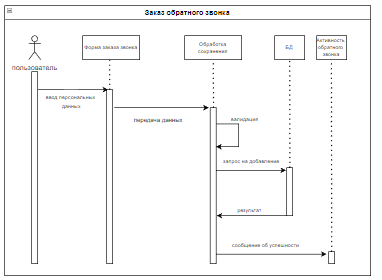 Заказ обратного звонка
пользователь
Форма заказа звонка
Обработка
сохранения
БД
Активность
обратного
звонка
ввод персональных
данных
передача данных
валидация
запрос на добавление
результат
сообщение об успешности